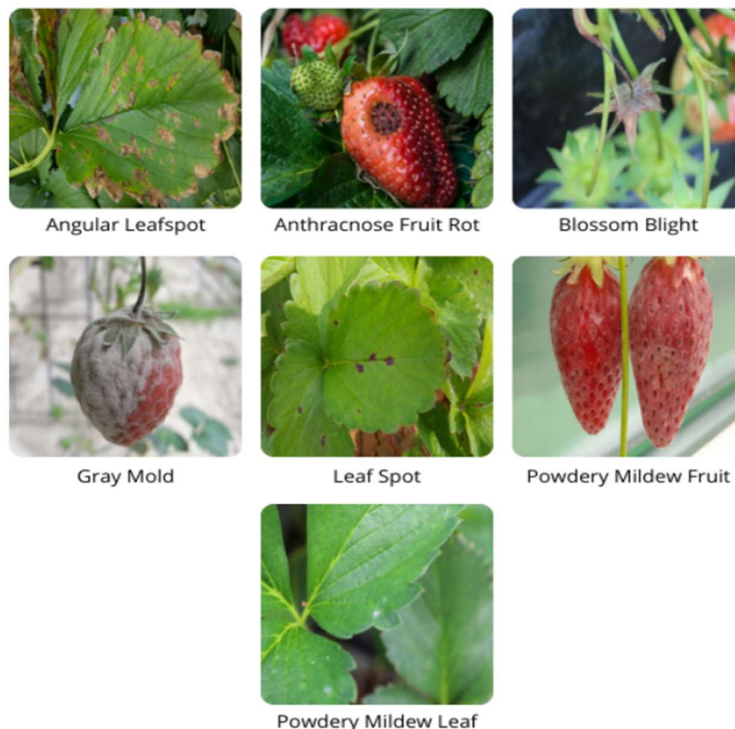 Angular Leafspot
Anthracnose Fruit Rot
Blossom Blight
Gray Mold
Leaf Spot
Powdery Mildew Fruit
Powdery Mildew Leaf